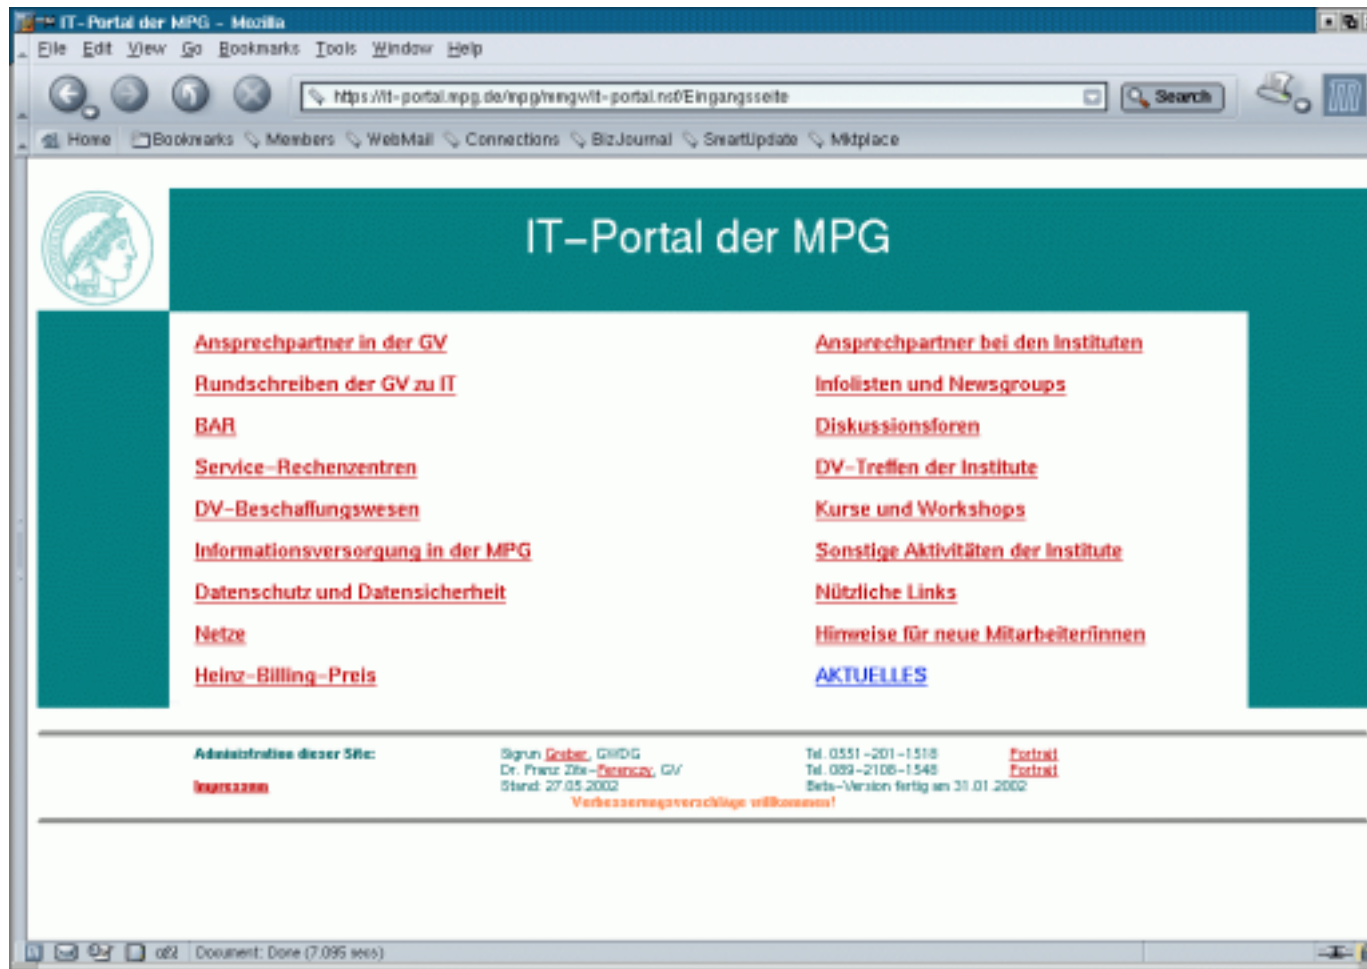 IT-Portal der MPG - Mozilla
File Edit View Go Bookmarks Tools Window Help
https://it-portal.mpg.de/mpg/mmgw/it-portal.nsf/Eingangsseite Search
Home Bookmarks Members WebMail Connections BizJournal SmartUpdate Mktplace
IT-Portal der MPG
Ansprechpartner in der GV
Ansprechpartner bei den Instituten
Rundschreiben der GV zu IT
Infolisten und Newsgroups
BAR
Diskussionsforen
Service-Rechenzentren
DV-Treffen der Institute
DV-Beschaffungswesen
Kurse und Workshops
Informationsversorgung in der MPG
Sonstige Aktivitäten der Institute
Datenschutz und Datensicherheit
Nützliche Links
Netze
Hinweise für neue Mitarbeiter/innen
Heinz-Billing-Preis
AKTUELLES
Administration dieser Site: Sigrun Greber, GWDG Tel. 0551-201-1518 Portrait
Dr. Franz Zite-Ferenczy, GV Tel. 089-2108-1548 Portrait
Impressum Stand: 27.05.2002 Beta-Version fertig am 31.01.2002
Verbesserungsvorschläge willkommen!
Document: Done (7.095 secs)